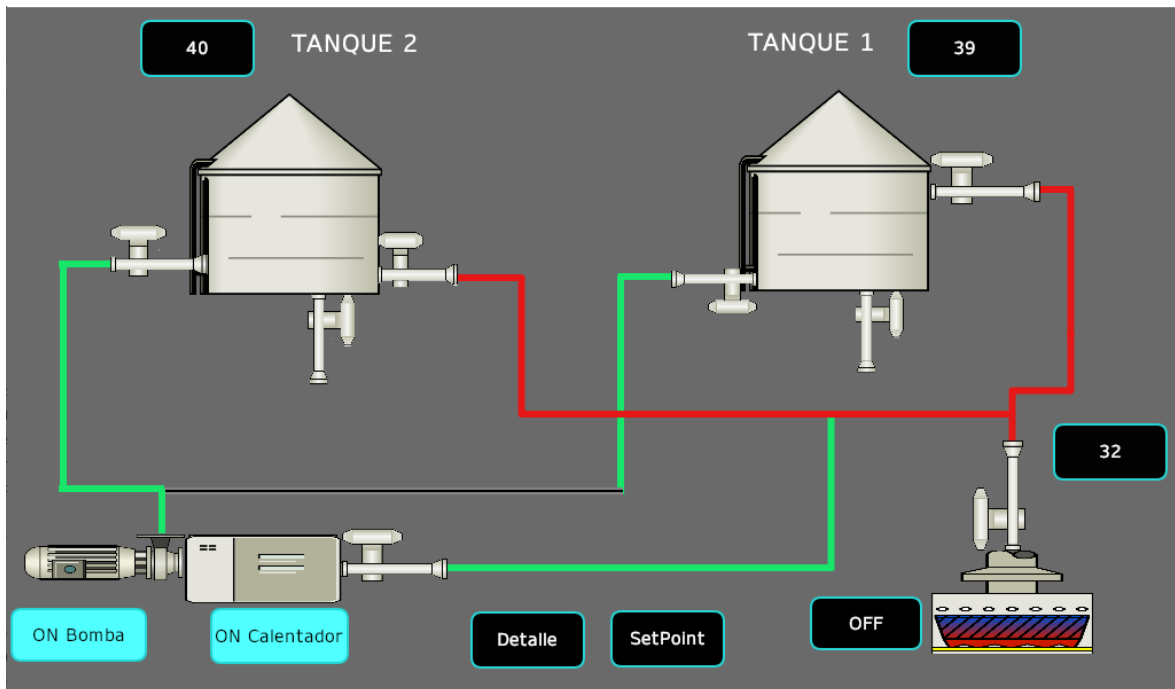 40
TANQUE 2
TANQUE 1
39
32
ON Bomba
ON Calentador
Detalle
SetPoint
OFF